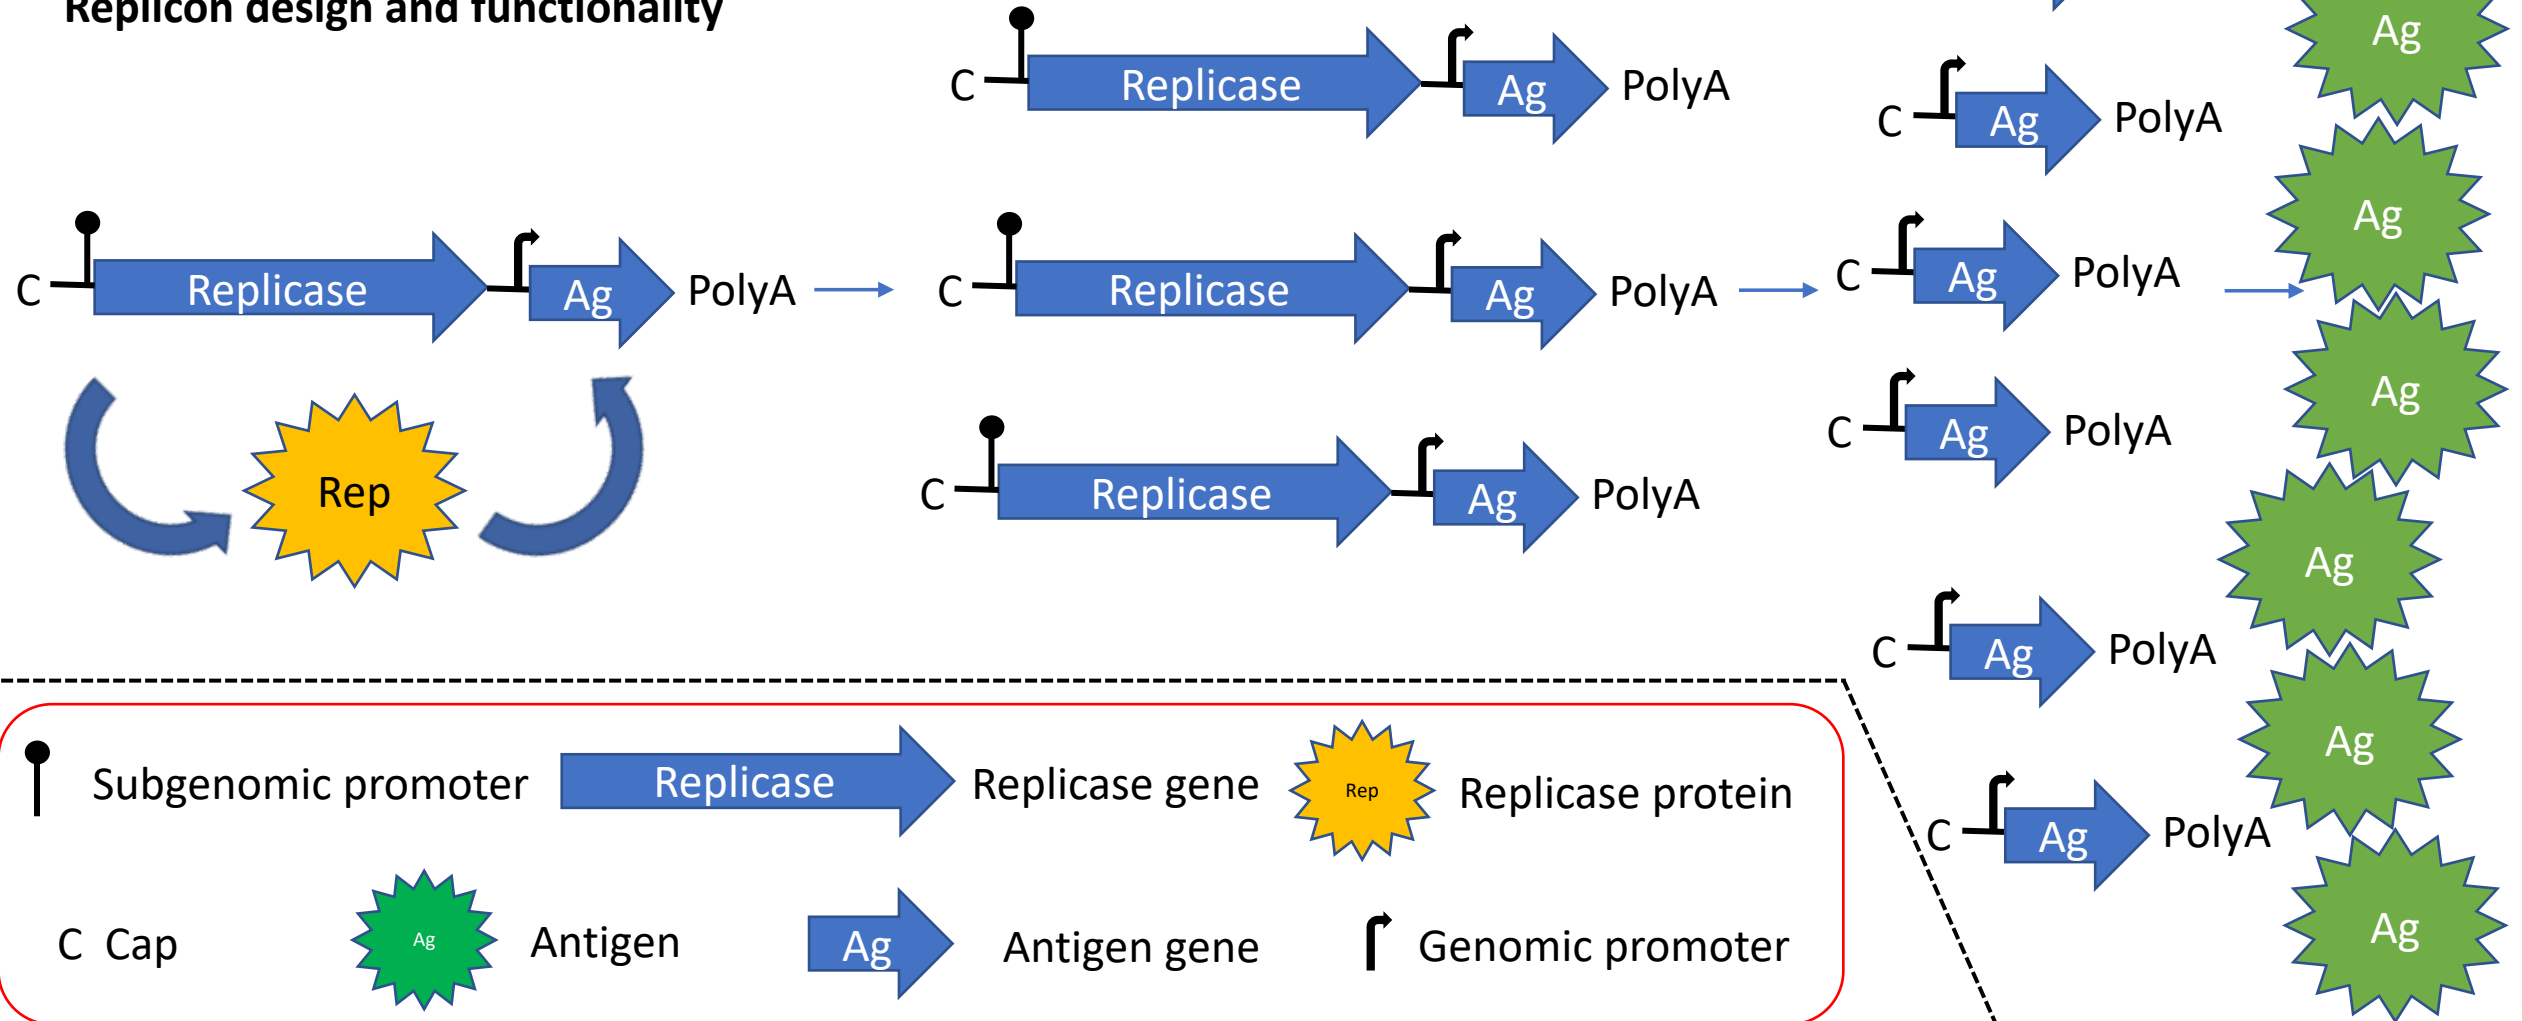 Replicon design and functionality
C Replicase Ag PolyA
C Replicase Ag PolyA
C Replicase Ag PolyA
C Replicase Ag PolyA
Rep
C Ag PolyA
C Ag PolyA
C Ag PolyA
C Ag PolyA
C Ag PolyA
Ag
Ag
Ag
Ag
Ag
Ag
Subgenomic promoter
Replicase
Replicase gene
Rep
Replicase protein
C Cap
Ag
Antigen
Ag
Antigen gene
Genomic promoter